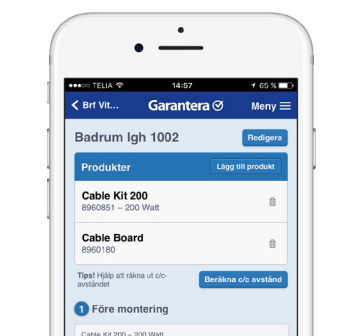 TELIA 14:57 65 %
Brf Vit... Garantera Meny
Badrum lgh 1002 Redigera
Produkter Lägg till produkt
Cable Kit 200
8960851 – 200 Watt
Cable Board
8960180
Tips! Hjälp att räkna ut c/c-
avståndet
Beräkna c/c avstånd
1 Före montering
Cable Kit 200 – 200 Watt